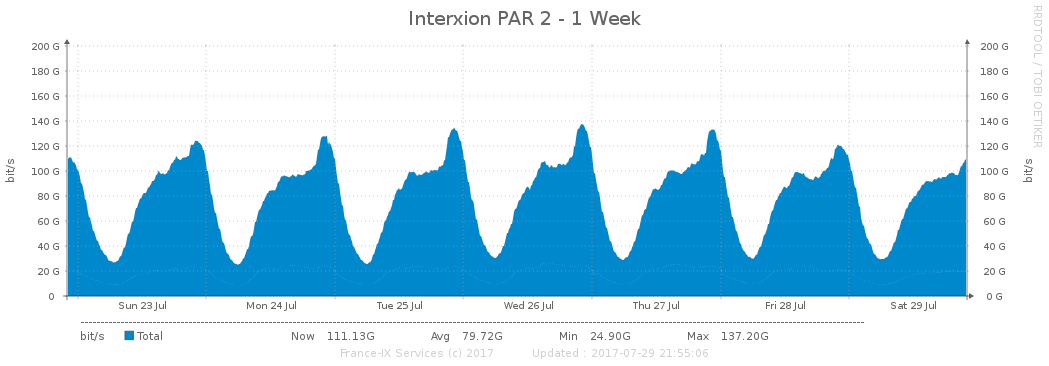 Interxion PAR 2 - 1 Week
RRDTOOL / TOBI OETIKER
bit/s
200 G 200 G
180 G 180 G
160 G 160 G
140 G 140 G
120 G 120 G
100 G 100 G
80 G 80 G
60 G 60 G
40 G 40 G
20 G 20 G
0 0 G
bit/s
Sun 23 Jul Mon 24 Jul Tue 25 Jul Wed 26 Jul Thu 27 Jul Fri 28 Jul Sat 29 Jul
bit/s Total Now 111.13G Avg 79.72G Min 24.90G Max 137.20G
France-IX Services (c) 2017 Updated : 2017-07-29 21:55:06